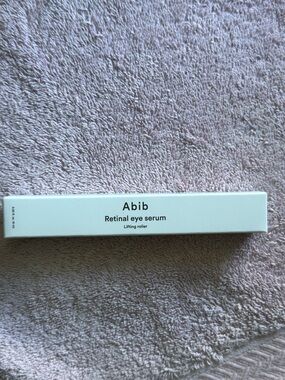 Abib
Retinal eye serum
Lifting roller